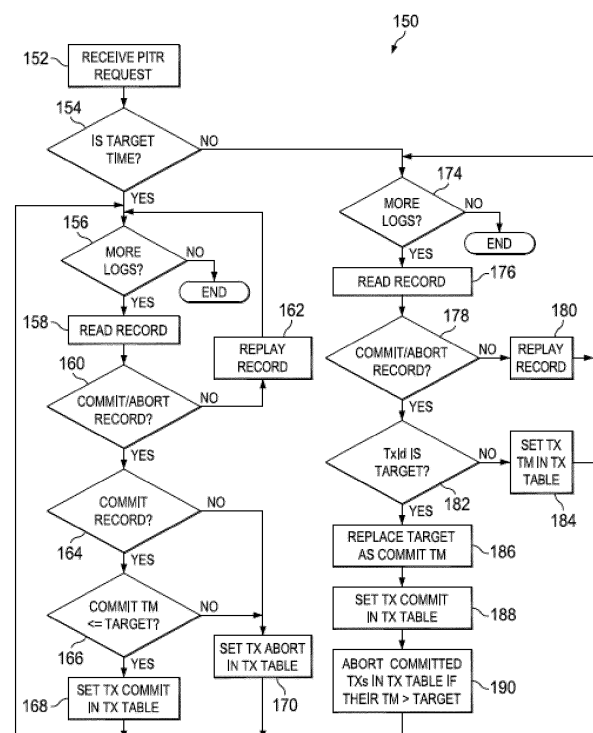 150
152
RECEIVE PITR
REQUEST
154
IS TARGET
TIME?
NO
YES
156
MORE
LOGS?
NO
END
YES
158
READ RECORD
162
REPLAY
RECORD
160
COMMIT/ABORT
RECORD?
NO
YES
COMMIT
RECORD?
NO
164
YES
COMMIT TM
<= TARGET?
NO
166
YES
SET TX ABORT
IN TX TABLE
170
168
SET TX COMMIT
IN TX TABLE
174
MORE
LOGS?
NO
END
YES
READ RECORD
176
178
COMMIT/ABORT
RECORD?
NO
180
REPLAY
RECORD
YES
Tx|d IS
TARGET?
NO
182
SET TX
TM IN TX
TABLE
184
YES
REPLACE TARGET
AS COMMIT TM
186
SET TX COMMIT
IN TX TABLE
188
ABORT COMMITTED
TXs IN TX TABLE IF
THEIR TM > TARGET
190